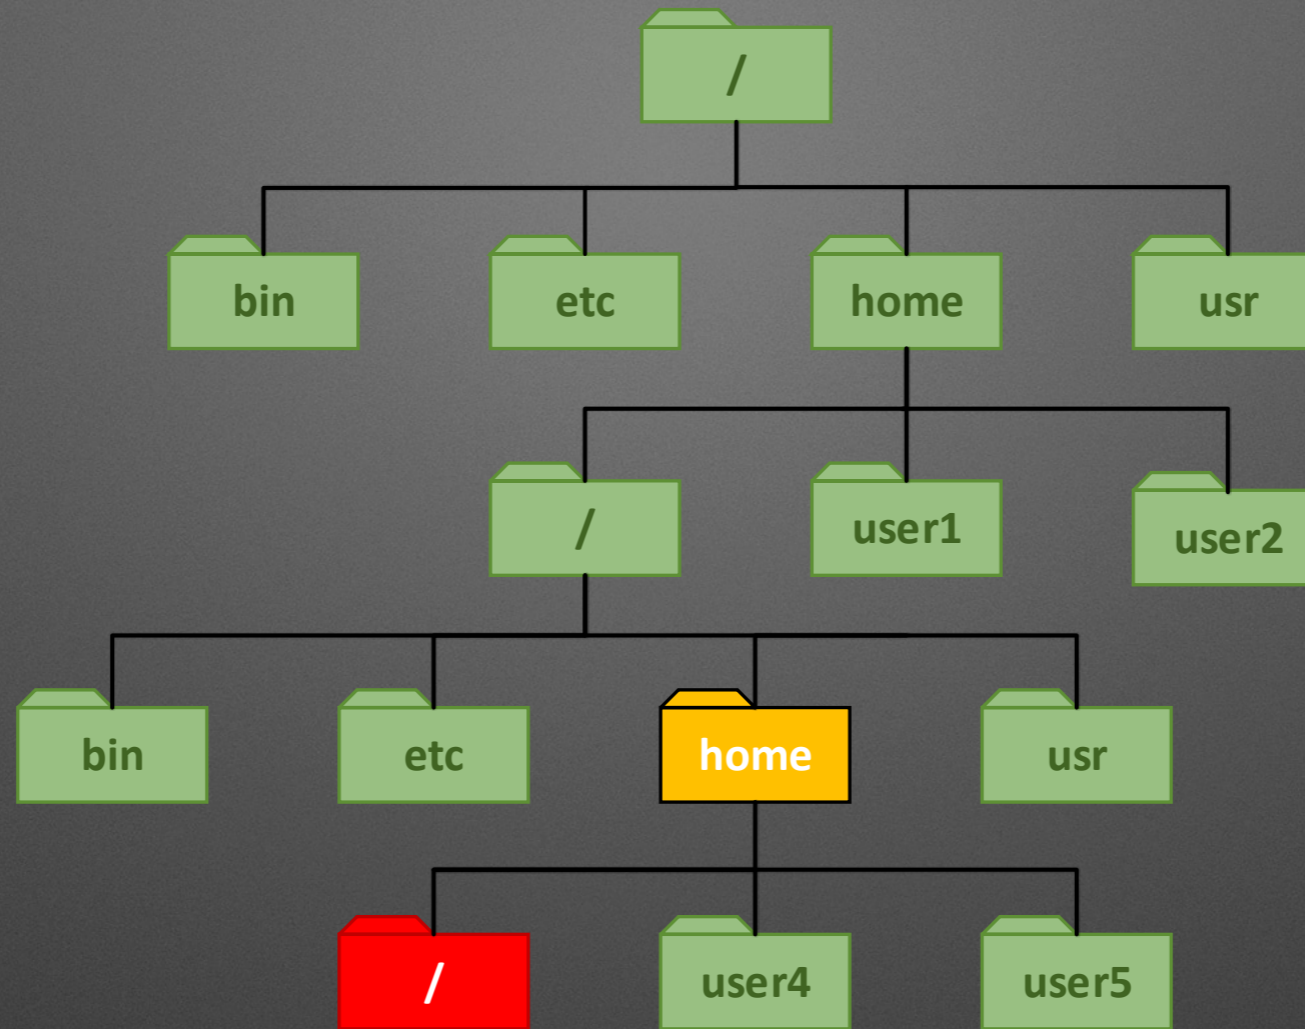 /
bin
etc
home
usr
/
user1
user2
bin
etc
home
usr
/
user4
user5